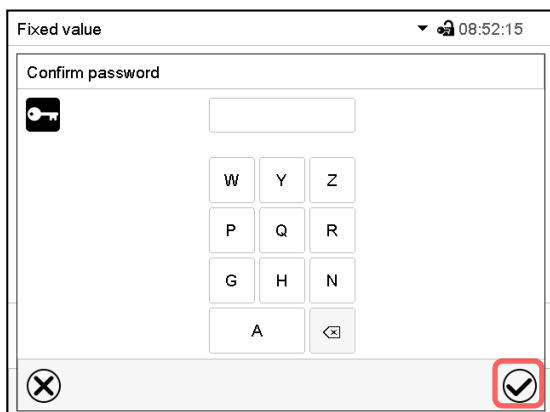 Fixed value 08:52:15
Confirm password
W Y Z
P Q R
G H N
A